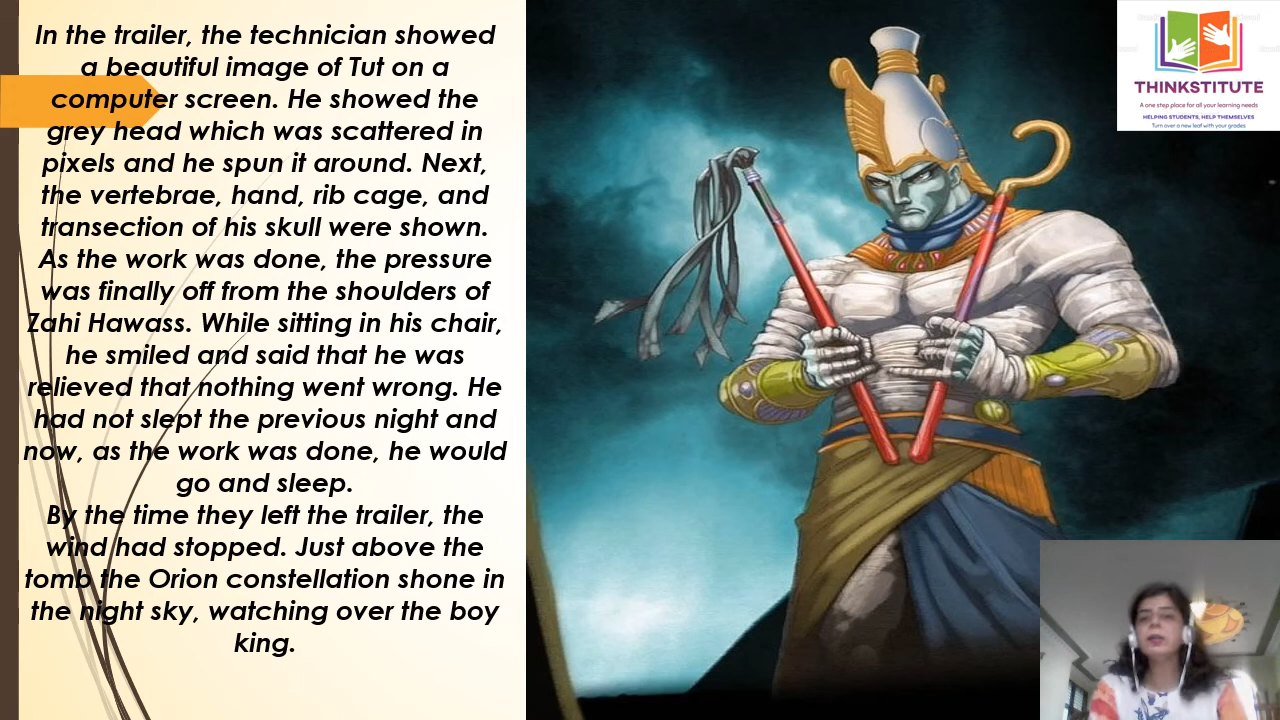 In the trailer, the technician showed
a beautiful image of Tut on a
computer screen. He showed the
grey head which was scattered in
pixels and he spun it around. Next,
the vertebrae, hand, rib cage, and
transection of his skull were shown.
As the work was done, the pressure
was finally off from the shoulders of
Zahi Hawass. While sitting in his chair,
he smiled and said that he was
relieved that nothing went wrong. He
had not slept the previous night and
now, as the work was done, he would
go and sleep.
By the time they left the trailer, the
wind had stopped. Just above the
tomb the Orion constellation shone in
the night sky, watching over the boy
king.
THINKSTITUTE
A one step place for all your learning needs
HELPING STUDENTS, HELP THEMSELVES
Turn over a new leaf with your grades